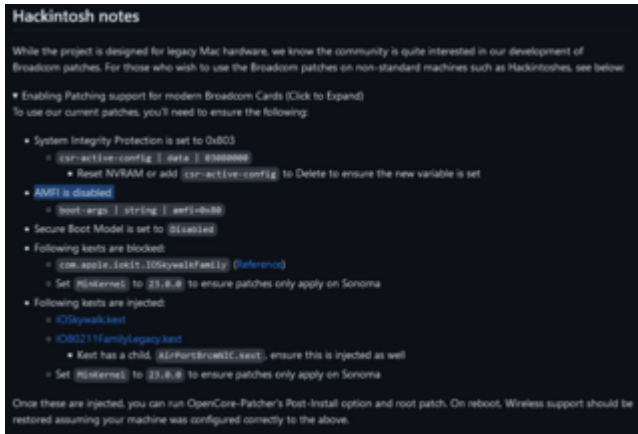 Hackintosh notes
While the project is designed for legacy Mac hardware, we know the community is quite interested in our development of
Broadcom patches. For those who wish to use the Broadcom patches on non-standard machines such as Hackintoshes, see below:
▾ Enabling Patching support for modern Broadcom Cards (Click to Expand)
To use our current patches, you'll need to ensure the following:
• System Integrity Protection is set to 0x803
csr-active-config | data | 03080000
• Reset NVRAM or add csr-active-config to Delete to ensure the new variable is set
• AMFI is disabled
boot-args | string | amfi=0x80
• Secure Boot Model is set to Disabled
• Following kexts are blocked:
com.apple.iokit.IOSkywalkFamily (Reference)
Set MinKernel to 23.0.0 to ensure patches only apply on Sonoma
• Following kexts are injected:
IOSkywalk.kext
IO80211FamilyLegacy.kext
• Kext has a child, AirPortBrcmNIC.kext, ensure this is injected as well
Set MinKernel to 23.0.0 to ensure patches only apply on Sonoma
Once these are injected, you can run OpenCore-Patcher's Post-Install option and root patch. On reboot, Wireless support should be
restored assuming your machine was configured correctly to the above.